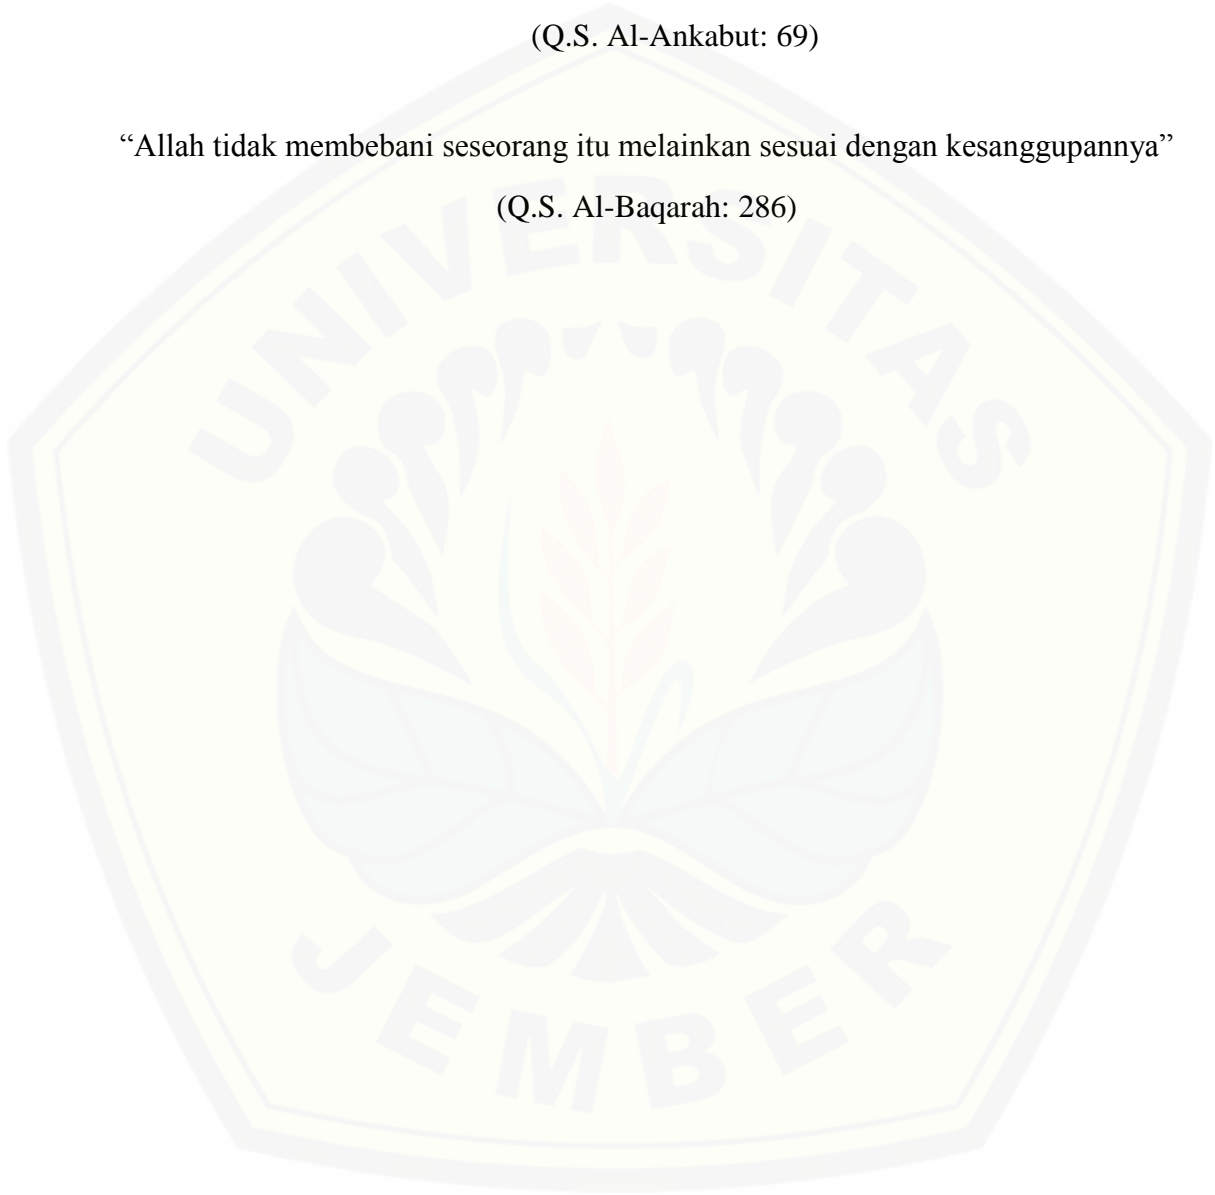 (Q.S. Al-Ankabut: 69)
“Allah tidak membebani seseorang itu melainkan sesuai dengan kesanggupannya”
(Q.S. Al-Baqarah: 286)
UNIVERSITAS
JEMBER